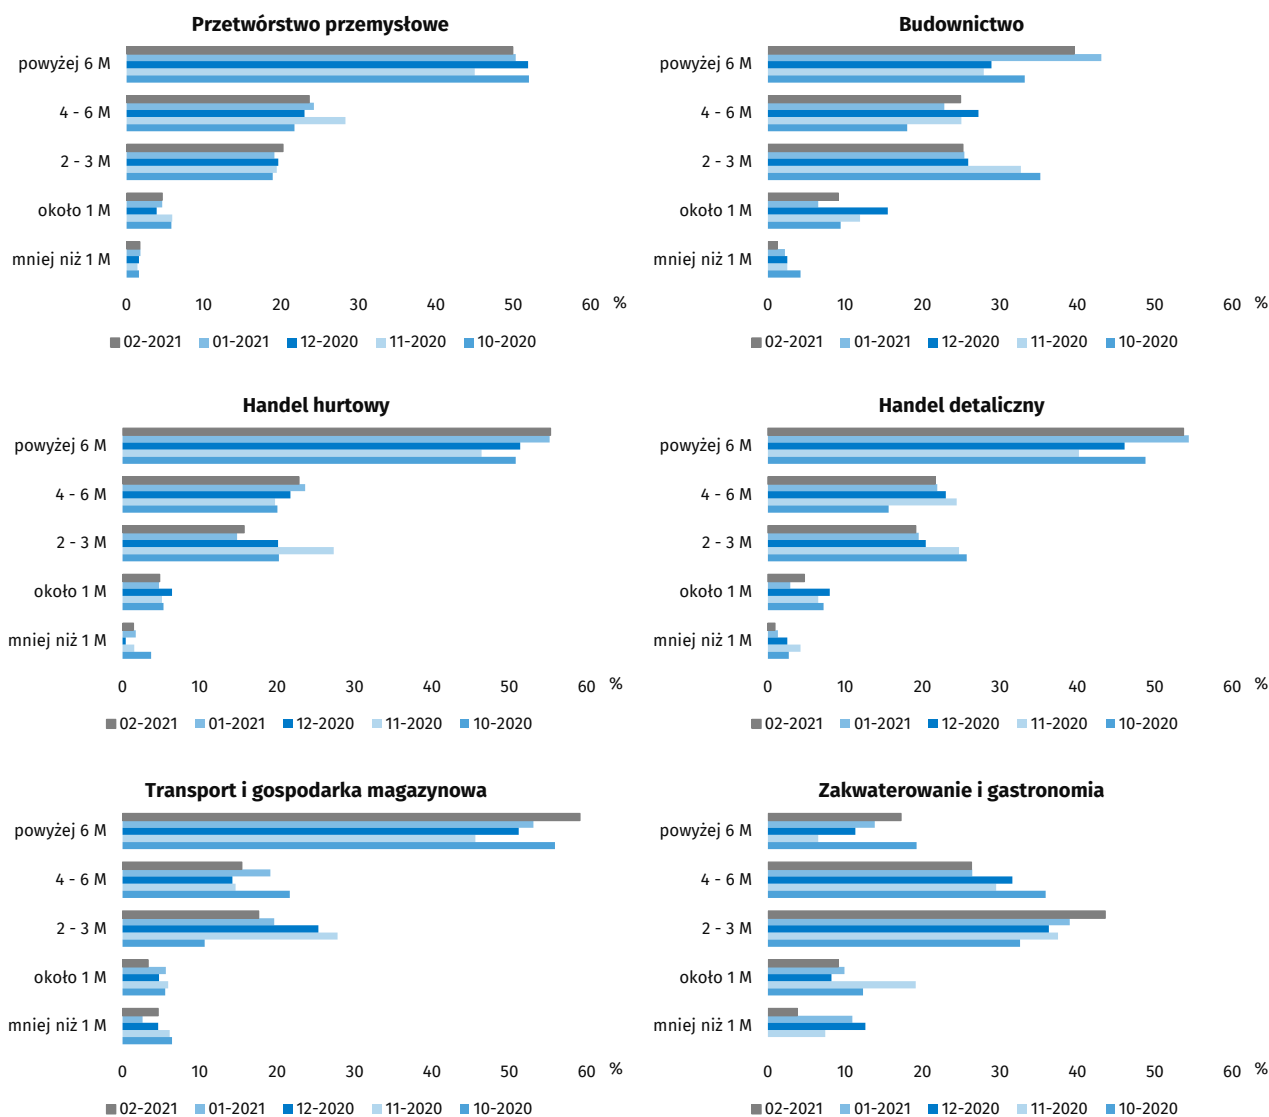 Przetwórstwo przemysłowe
powyżej 6 M
4 - 6 M
2 - 3 M
około 1 M
mniej niż 1 M
0 10 20 30 40 50 60 %
02-2021 01-2021 12-2020 11-2020 10-2020
Budownictwo
powyżej 6 M
4 - 6 M
2 - 3 M
około 1 M
mniej niż 1 M
0 10 20 30 40 50 60 %
02-2021 01-2021 12-2020 11-2020 10-2020
Handel hurtowy
powyżej 6 M
4 - 6 M
2 - 3 M
około 1 M
mniej niż 1 M
0 10 20 30 40 50 60 %
02-2021 01-2021 12-2020 11-2020 10-2020
Handel detaliczny
powyżej 6 M
4 - 6 M
2 - 3 M
około 1 M
mniej niż 1 M
0 10 20 30 40 50 60 %
02-2021 01-2021 12-2020 11-2020 10-2020
Transport i gospodarka magazynowa
powyżej 6 M
4 - 6 M
2 - 3 M
około 1 M
mniej niż 1 M
0 10 20 30 40 50 60 %
02-2021 01-2021 12-2020 11-2020 10-2020
Zakwaterowanie i gastronomia
powyżej 6 M
4 - 6 M
2 - 3 M
około 1 M
mniej niż 1 M
0 10 20 30 40 50 60 %
02-2021 01-2021 12-2020 11-2020 10-2020